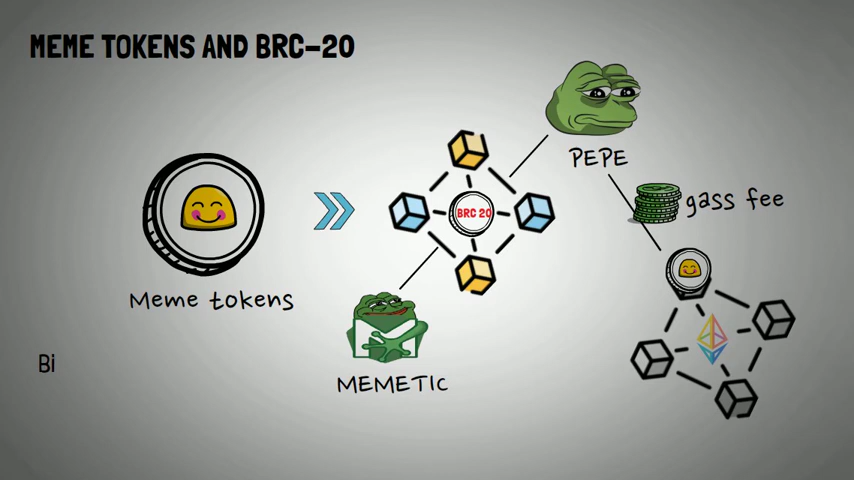 MEME TOKENS AND BRC-20
PEPE
gass fee
BRC 20
Meme tokens
MEMETIC
Bi